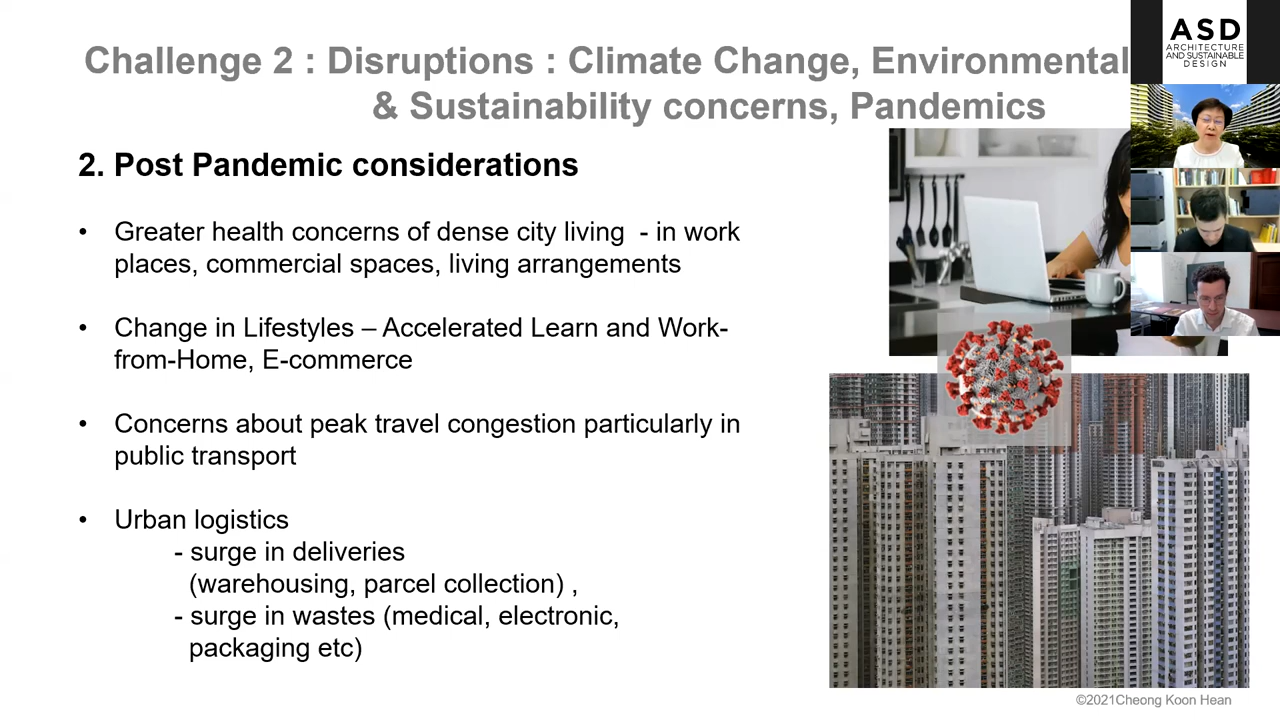 Challenge 2 : Disruptions : Climate Change, Environmental
& Sustainability concerns, Pandemics
ASD
ARCHITECTURE
AND SUSTAINABLE
DESIGN
2. Post Pandemic considerations
• Greater health concerns of dense city living - in work
places, commercial spaces, living arrangements
• Change in Lifestyles – Accelerated Learn and Work-
from-Home, E-commerce
• Concerns about peak travel congestion particularly in
public transport
• Urban logistics
- surge in deliveries
(warehousing, parcel collection) ,
- surge in wastes (medical, electronic,
packaging etc)
©2021Cheong Koon Hean